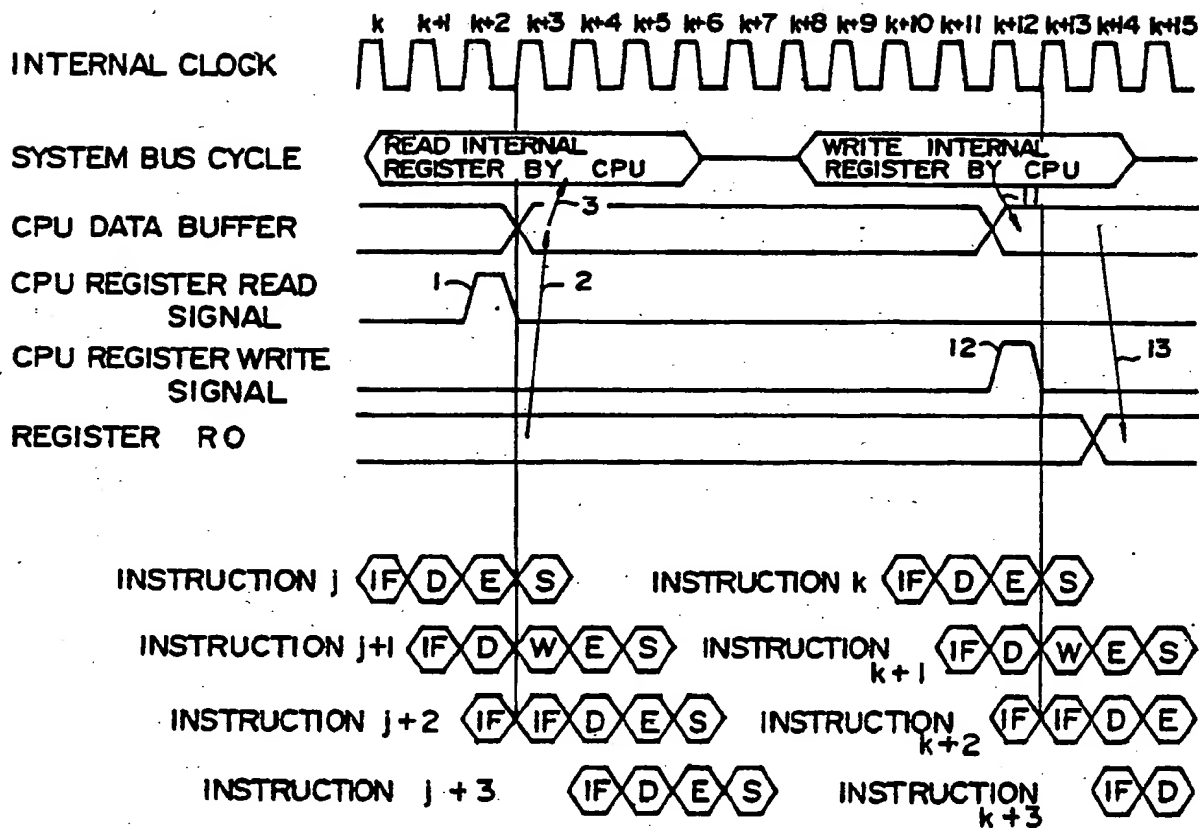 k k+1 k+2 k+3 k+4 k+5 k+6 k+7 k+8 k+9 k+10 k+11 k+12 k+13 k+14 k+15
INTERNAL CLOCK
SYSTEM BUS CYCLE
READ INTERNAL
REGISTER BY CPU
WRITE INTERNAL
REGISTER BY CPU
11
3
CPU DATA BUFFER
CPU REGISTER READ
SIGNAL
1
2
CPU REGISTER WRITE
SIGNAL
12
13
REGISTER R0
INSTRUCTION j IF D E S
INSTRUCTION k IF D E S
INSTRUCTION j+1 IF D W E S
INSTRUCTION
k+1
IF D W E S
INSTRUCTION j+2 IF IF D E S
INSTRUCTION
k+2
IF IF D E
INSTRUCTION j+3 IF D E S
INSTRUCTION
k+3
IF D